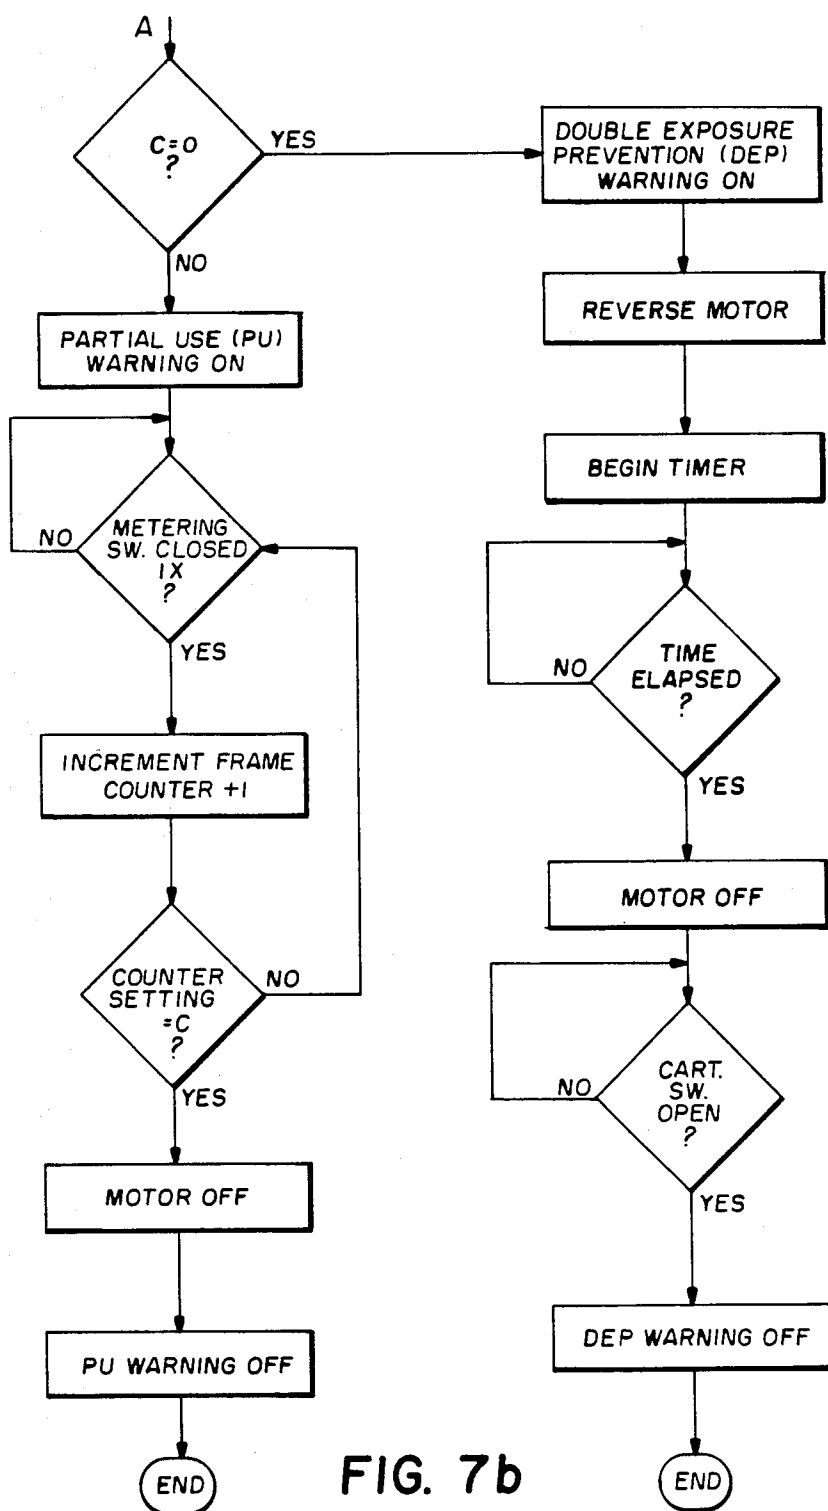 A
C=0
?
YES
NO
PARTIAL USE (PU)
WARNING ON
METERING
SW. CLOSED
1X
?
NO
YES
INCREMENT FRAME
COUNTER +1
COUNTER
SETTING
=C
?
NO
YES
MOTOR OFF
PU WARNING OFF
END
DOUBLE EXPOSURE
PREVENTION (DEP)
WARNING ON
REVERSE MOTOR
BEGIN TIMER
TIME
ELAPSED
?
NO
YES
MOTOR OFF
CART.
SW.
OPEN
?
NO
YES
DEP WARNING OFF
END
FIG. 7b